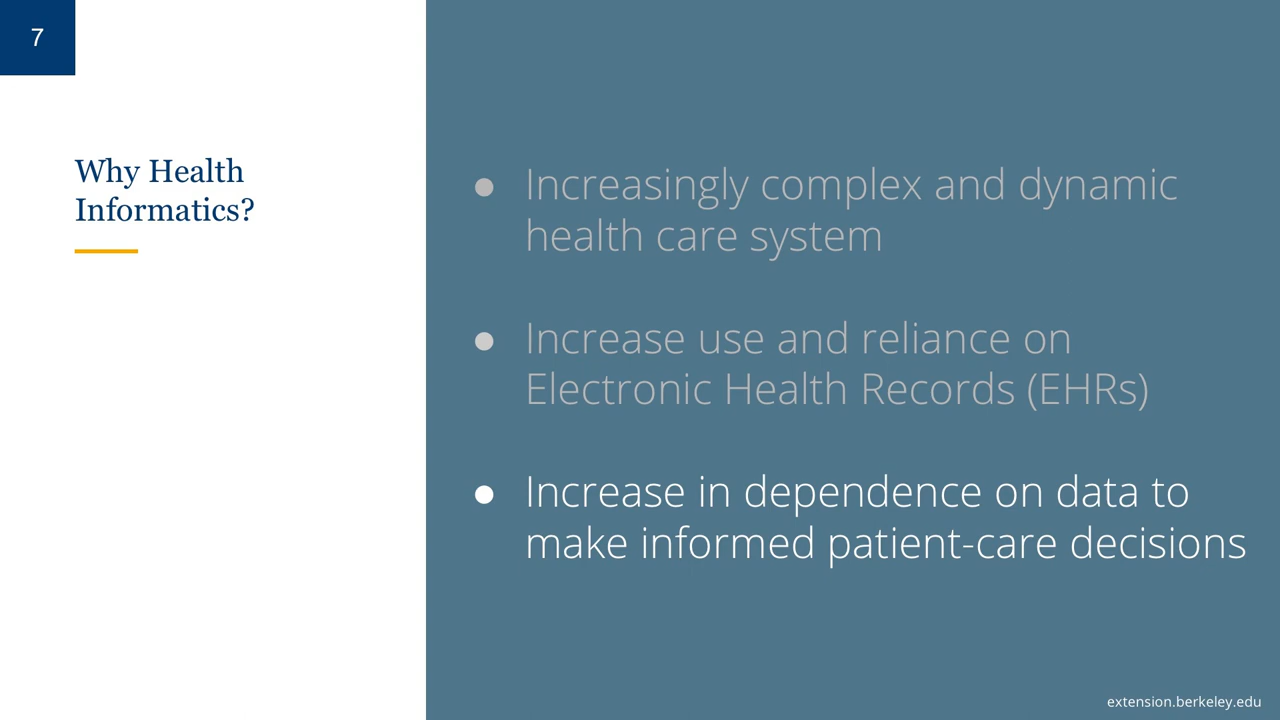 7
Why Health
Informatics?
● Increasingly complex and dynamic
health care system
● Increase use and reliance on
Electronic Health Records (EHRs)
● Increase in dependence on data to
make informed patient-care decisions
extension.berkeley.edu